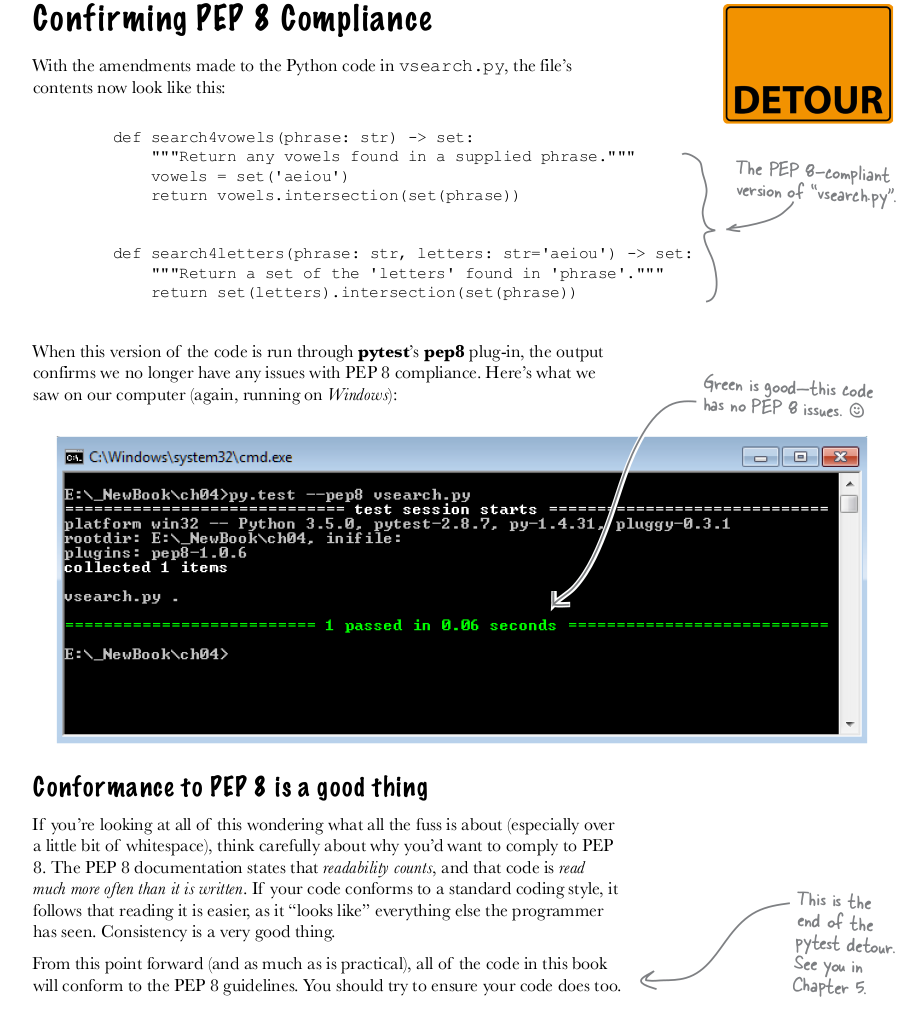 Confirming PEP 8 Compliance
With the amendments made to the Python code in vsearch.py, the file's
contents now look like this:
DETOUR
def search4vowels(phrase: str) -> set:
    """Return any vowels found in a supplied phrase."""
    vowels = set('aeiou')
    return vowels.intersection(set(phrase))
def search4letters(phrase: str, letters: str='aeiou') -> set:
    """Return a set of the 'letters' found in 'phrase'."""
    return set(letters).intersection(set(phrase))
The PEP 8–compliant
version of "vsearch.py".
When this version of the code is run through pytest's pep8 plug-in, the output
confirms we no longer have any issues with PEP 8 compliance. Here's what we
saw on our computer (again, running on Windows):
Green is good—this code
has no PEP 8 issues. ☺
C:\Windows\system32\cmd.exe
E:\_NewBook\ch04>py.test --pep8 vsearch.py
============================= test session starts =============================
platform win32 -- Python 3.5.0, pytest-2.8.7, py-1.4.31, pluggy-0.3.1
rootdir: E:\_NewBook\ch04, inifile:
plugins: pep8-1.0.6
collected 1 items
vsearch.py .
========================== 1 passed in 0.06 seconds ===========================
E:\_NewBook\ch04>
Conformance to PEP 8 is a good thing
If you're looking at all of this wondering what all the fuss is about (especially over
a little bit of whitespace), think carefully about why you'd want to comply to PEP
8. The PEP 8 documentation states that readability counts, and that code is read
much more often than it is written. If your code conforms to a standard coding style, it
follows that reading it is easier, as it "looks like" everything else the programmer
has seen. Consistency is a very good thing.
From this point forward (and as much as is practical), all of the code in this book
will conform to the PEP 8 guidelines. You should try to ensure your code does too.
This is the
end of the
pytest detour.
See you in
Chapter 5.